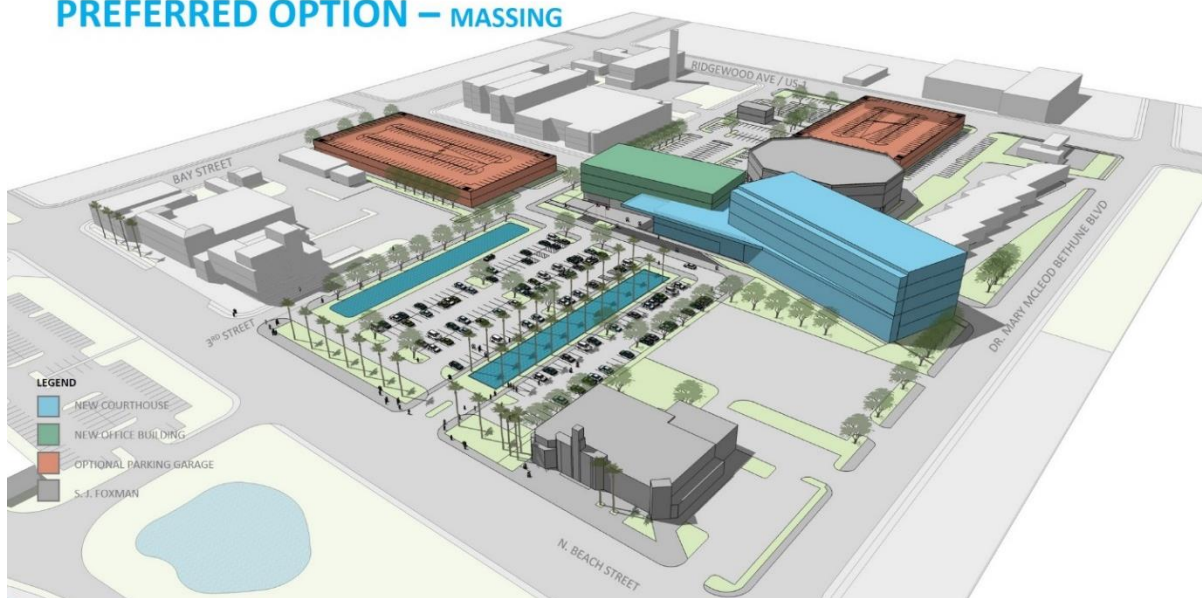 PREFERRED OPTION – MASSING
RIDGEWOOD AVE / US-1
BAY STREET
DR. MARY MCLEOD BETHUNE BLVD
3RD STREET
LEGEND
NEW COURTHOUSE
NEW OFFICE BUILDING
OPTIONAL PARKING GARAGE
S. J. FOXMAN
N. BEACH STREET